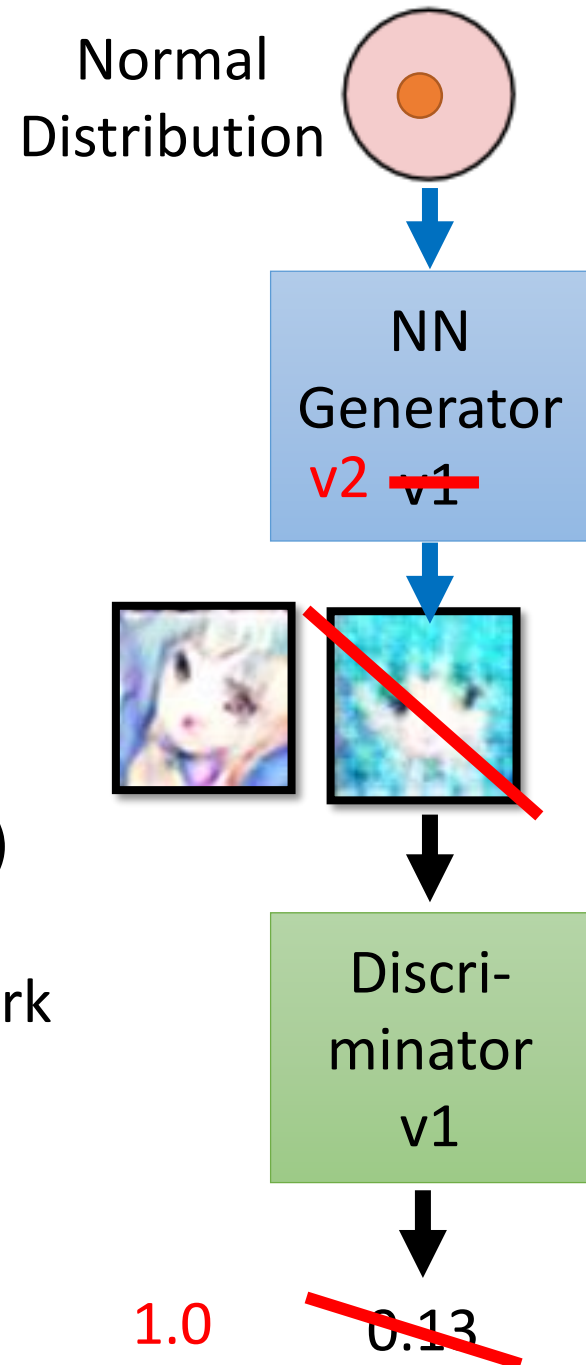 Normal
Distribution
NN
Generator
v2 v1
)
rk
Discri-
minator
v1
1.0 0.13